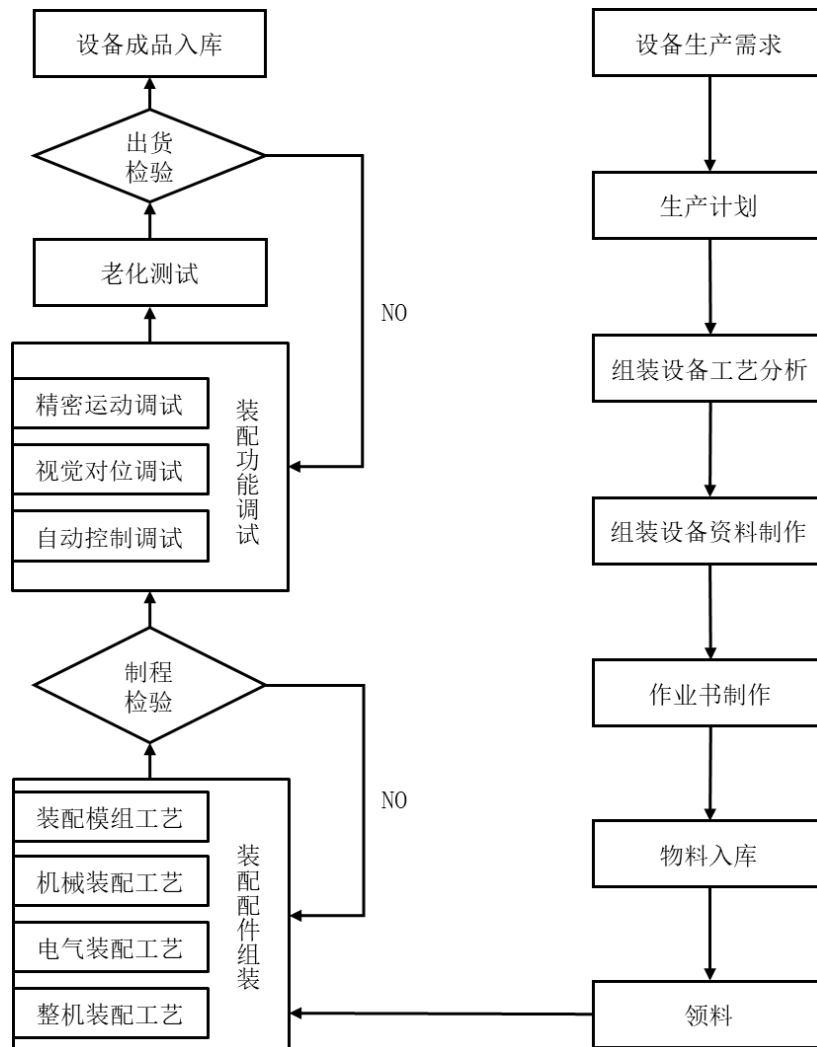 设备成品入库
出货
检验
老化测试
NO
精密运动调试
视觉对位调试
自动控制调试
装配功能调试
制程
检验
NO
装配模组工艺
机械装配工艺
电气装配工艺
整机装配工艺
装配配件组装
设备生产需求
生产计划
组装设备工艺分析
组装设备资料制作
作业书制作
物料入库
领料